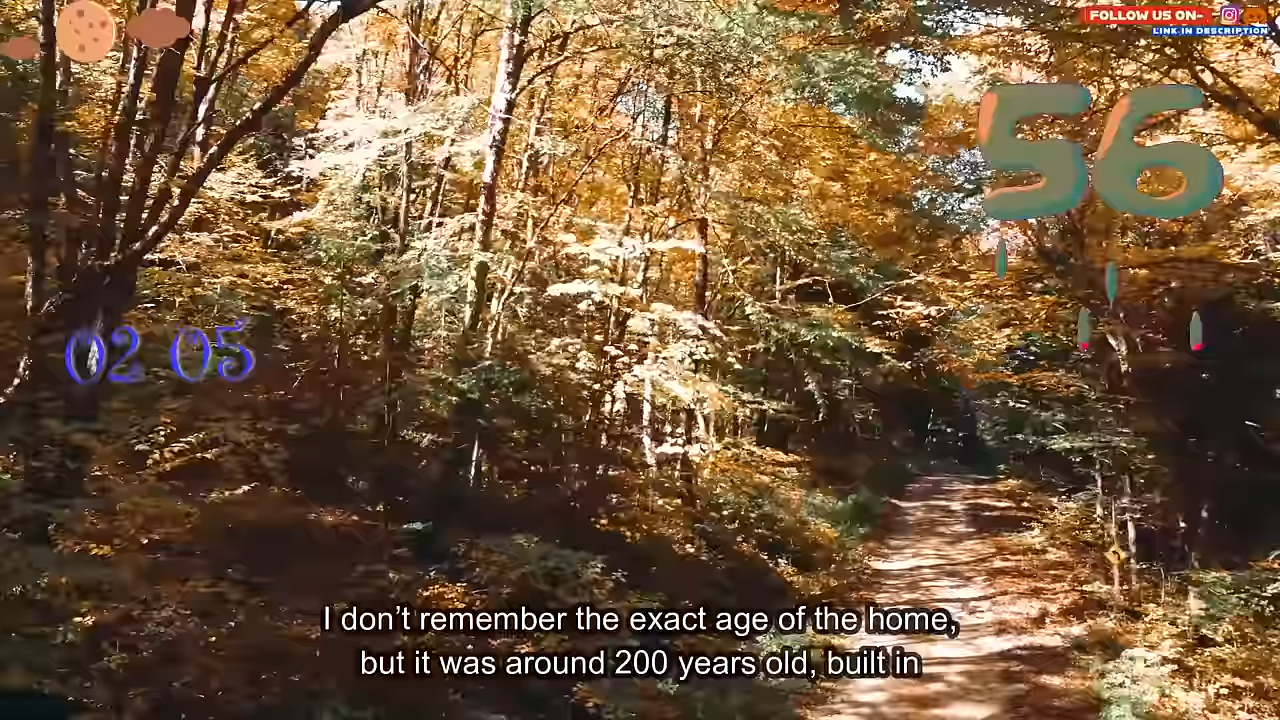 FOLLOW US ON-
LINK IN DESCRIPTION
56
02 05
I don’t remember the exact age of the home,
but it was around 200 years old, built in